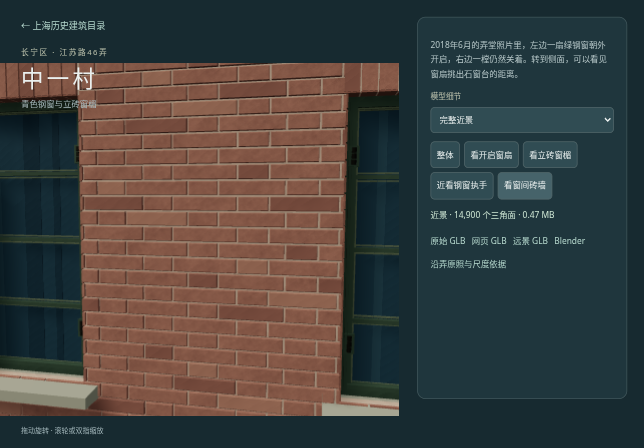 ← 上海历史建筑目录
长宁区 · 江苏路46弄
中一村
青色钢窗与立砖窗楣
拖动旋转 · 滚轮或双指缩放
2018年6月的弄堂照片里，左边一扇绿钢窗朝外
开启，右边一樘仍然关着。转到侧面，可以看见
窗扇挑出石窗台的距离。
模型细节
完整近景
整体
看开启窗扇
看立砖窗楣
近看钢窗执手
看窗间砖墙
近景 · 14,900 个三角面 · 0.47 MB
原始 GLB 网页 GLB 远景 GLB Blender
沿弄原照与尺度依据